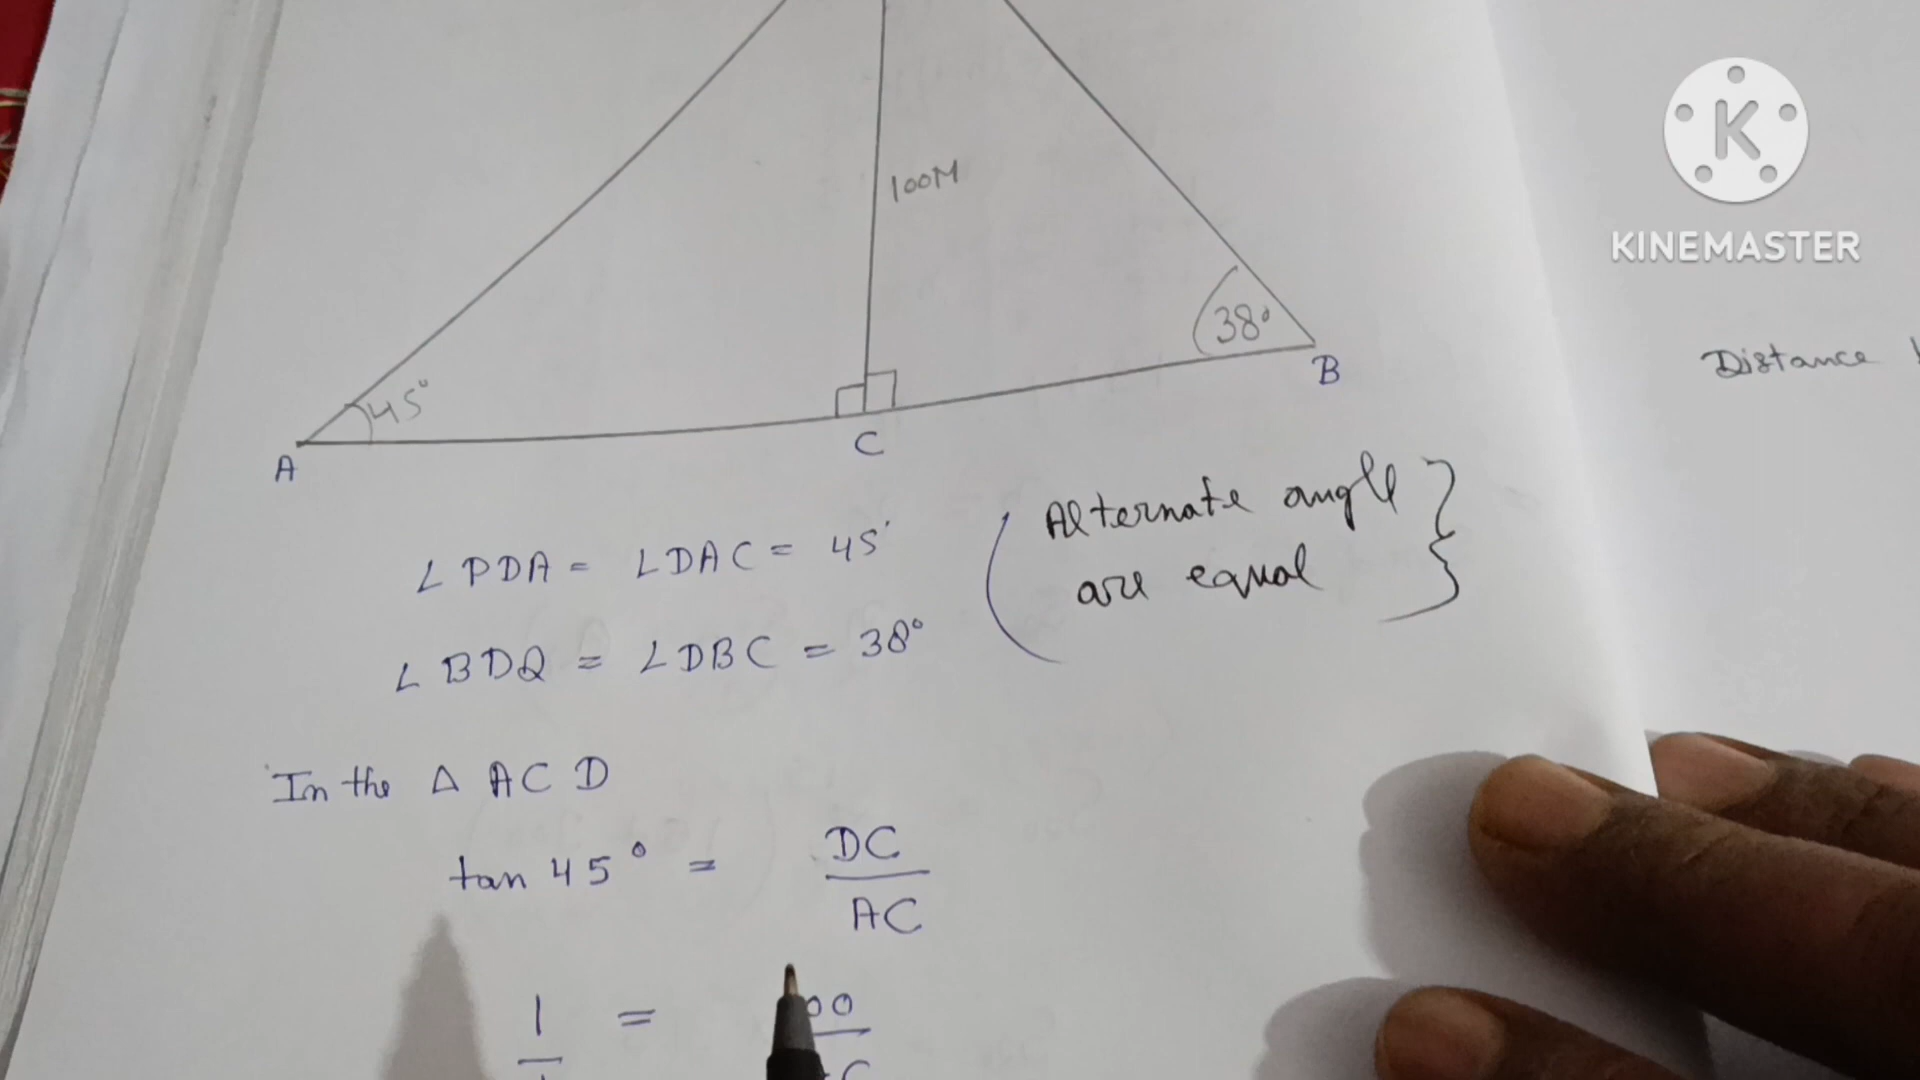 100M
K
KINEMASTER
38°
45°
B
Distance
A
C
∠PDA = ∠DAC = 45°
(Alternate angle
are equal}
∠BDQ = ∠DBC = 38°
In the Δ ACD
tan 45° = DC
AC
1 = 00
C